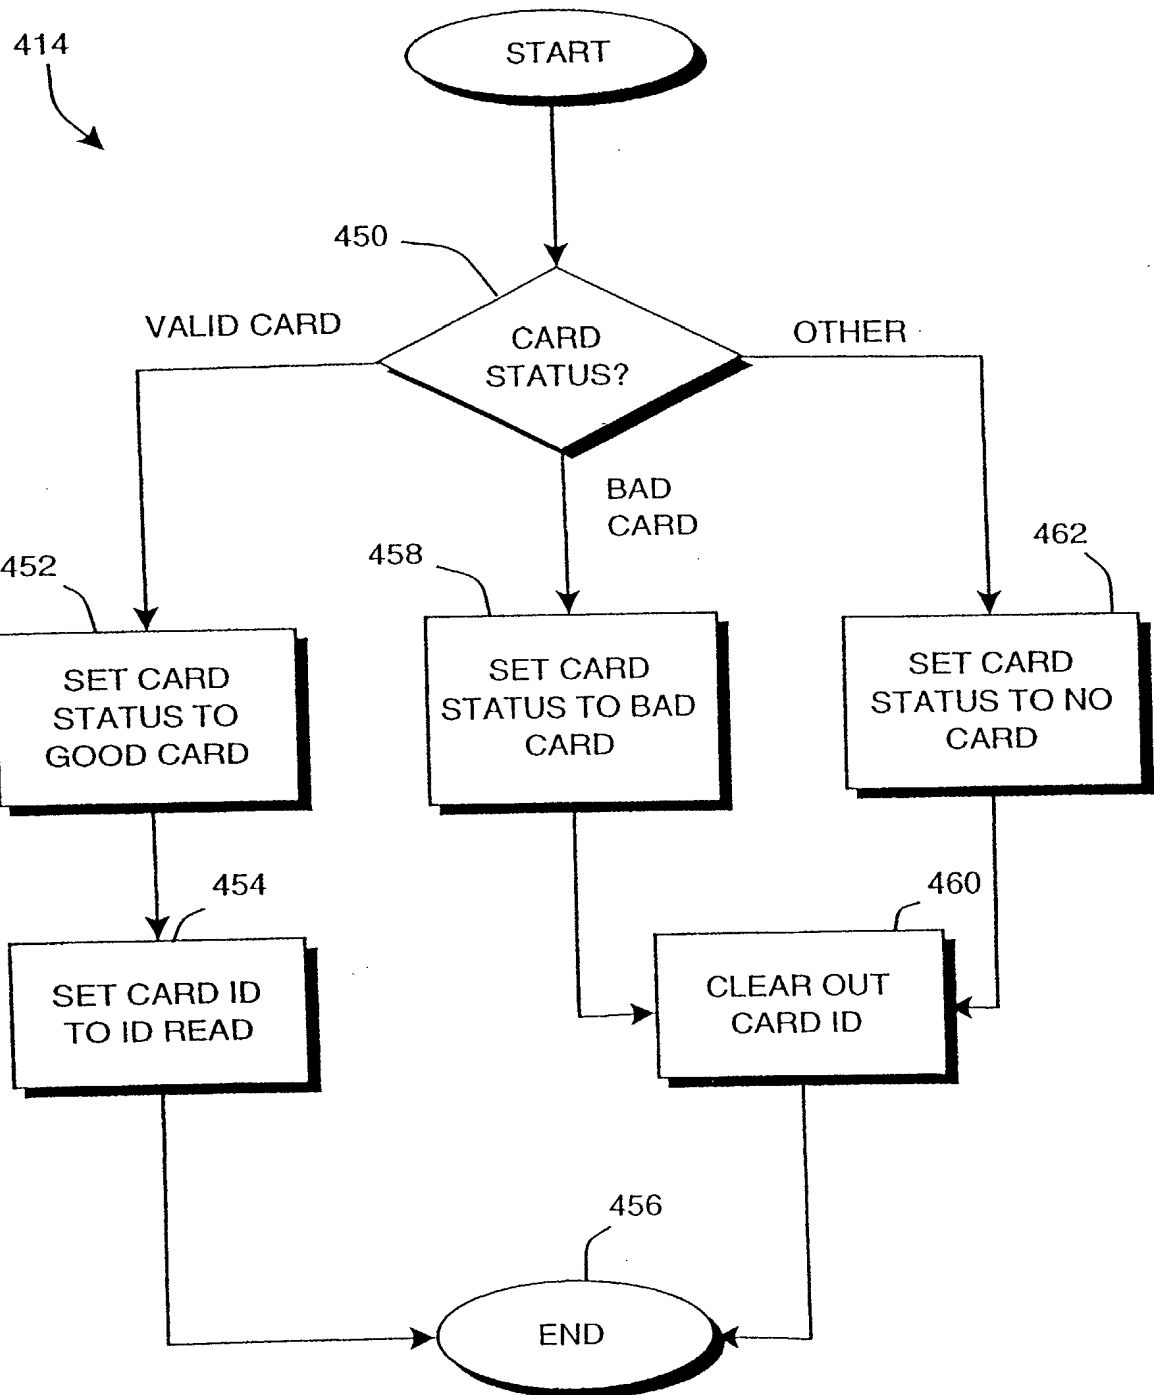 414
START
450
VALID CARD
CARD
STATUS?
OTHER
BAD
CARD
452
458
462
SET CARD
STATUS TO
GOOD CARD
SET CARD
STATUS TO BAD
CARD
SET CARD
STATUS TO NO
CARD
454
460
SET CARD ID
TO ID READ
CLEAR OUT
CARD ID
456
END